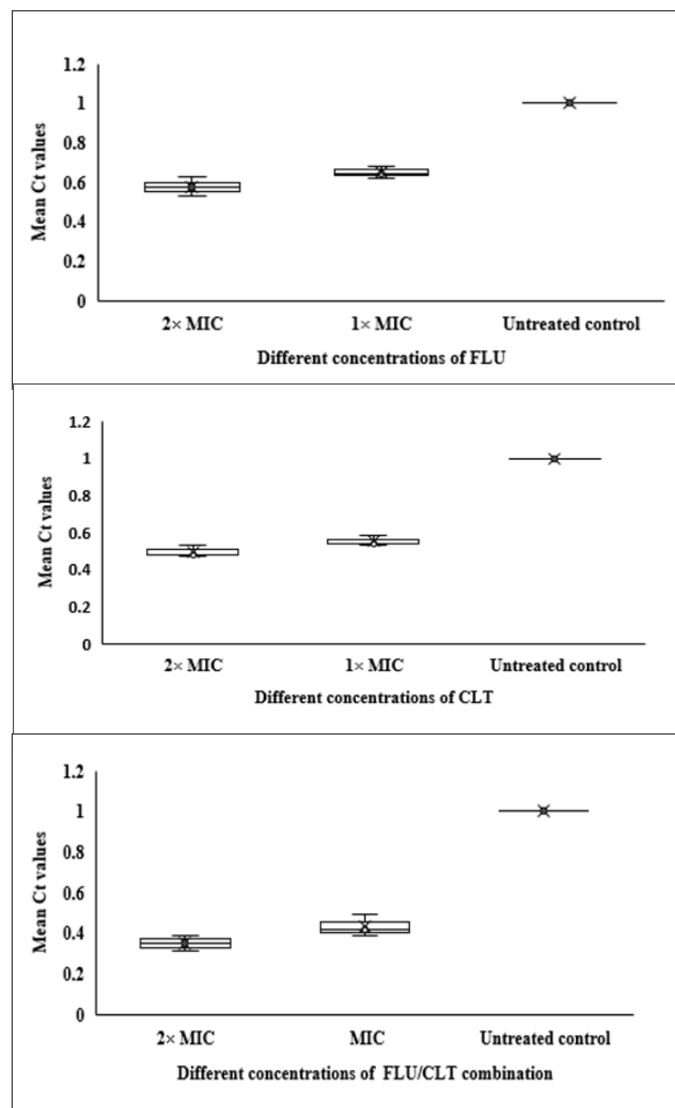 Mean Ct values
1.2
1
0.8
0.6
0.4
0.2
0
2× MIC 1× MIC Untreated control
Different concentrations of FLU
Mean Ct values
1.2
1
0.8
0.6
0.4
0.2
0
2× MIC 1× MIC Untreated control
Different concentrations of CLT
Mean Ct values
1.2
1
0.8
0.6
0.4
0.2
0
2× MIC MIC Untreated control
Different concentrations of FLU/CLT combination